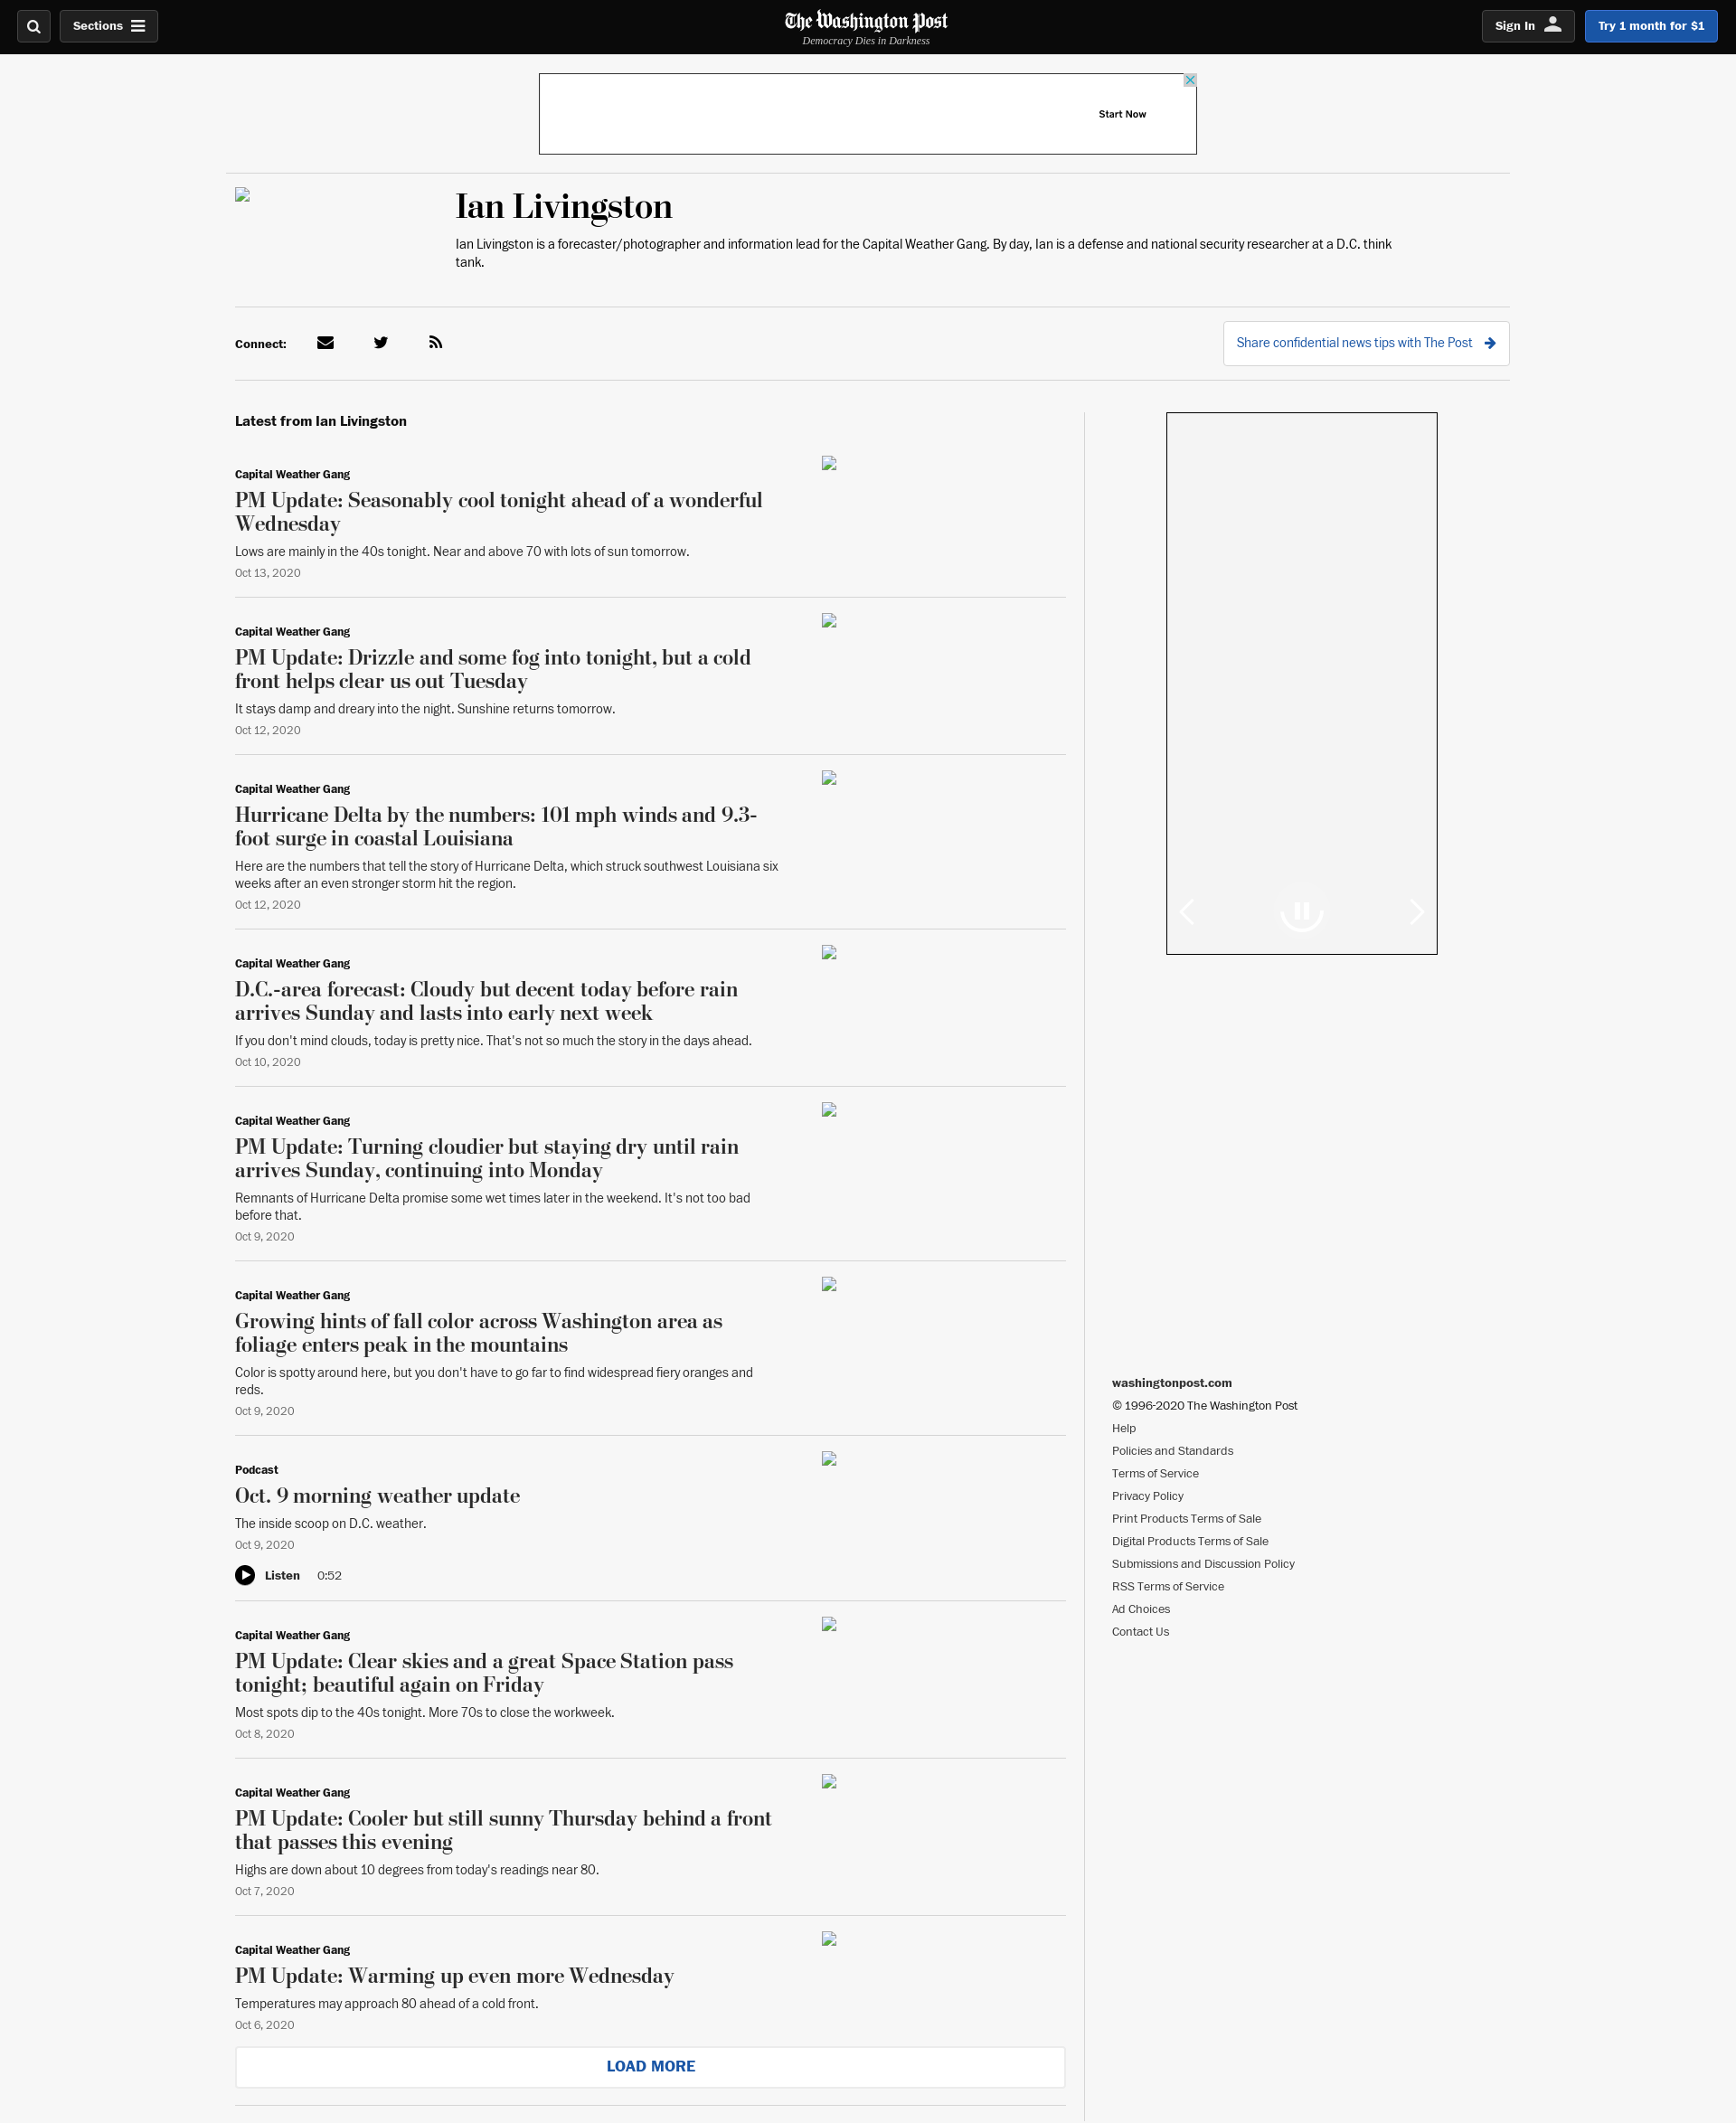 Sections
The Washington Post
Democracy Dies in Darkness
Sign In
Try 1 month for $1
Start Now
Ian Livingston
Ian Livingston is a forecaster/photographer and information lead for the Capital Weather Gang. By day, Ian is a defense and national security researcher at a D.C. think
tank.
Connect:
Share confidential news tips with The Post
Latest from Ian Livingston
Capital Weather Gang
PM Update: Seasonably cool tonight ahead of a wonderful
Wednesday
Lows are mainly in the 40s tonight. Near and above 70 with lots of sun tomorrow.
Oct 13, 2020
Capital Weather Gang
PM Update: Drizzle and some fog into tonight, but a cold
front helps clear us out Tuesday
It stays damp and dreary into the night. Sunshine returns tomorrow.
Oct 12, 2020
Capital Weather Gang
Hurricane Delta by the numbers: 101 mph winds and 9.3-
foot surge in coastal Louisiana
Here are the numbers that tell the story of Hurricane Delta, which struck southwest Louisiana six
weeks after an even stronger storm hit the region.
Oct 12, 2020
Capital Weather Gang
D.C.-area forecast: Cloudy but decent today before rain
arrives Sunday and lasts into early next week
If you don't mind clouds, today is pretty nice. That's not so much the story in the days ahead.
Oct 10, 2020
Capital Weather Gang
PM Update: Turning cloudier but staying dry until rain
arrives Sunday, continuing into Monday
Remnants of Hurricane Delta promise some wet times later in the weekend. It's not too bad
before that.
Oct 9, 2020
Capital Weather Gang
Growing hints of fall color across Washington area as
foliage enters peak in the mountains
Color is spotty around here, but you don't have to go far to find widespread fiery oranges and
reds.
Oct 9, 2020
Podcast
Oct. 9 morning weather update
The inside scoop on D.C. weather.
Oct 9, 2020
Listen 0:52
Capital Weather Gang
PM Update: Clear skies and a great Space Station pass
tonight; beautiful again on Friday
Most spots dip to the 40s tonight. More 70s to close the workweek.
Oct 8, 2020
Capital Weather Gang
PM Update: Cooler but still sunny Thursday behind a front
that passes this evening
Highs are down about 10 degrees from today's readings near 80.
Oct 7, 2020
Capital Weather Gang
PM Update: Warming up even more Wednesday
Temperatures may approach 80 ahead of a cold front.
Oct 6, 2020
LOAD MORE
washingtonpost.com
© 1996-2020 The Washington Post
Help
Policies and Standards
Terms of Service
Privacy Policy
Print Products Terms of Sale
Digital Products Terms of Sale
Submissions and Discussion Policy
RSS Terms of Service
Ad Choices
Contact Us